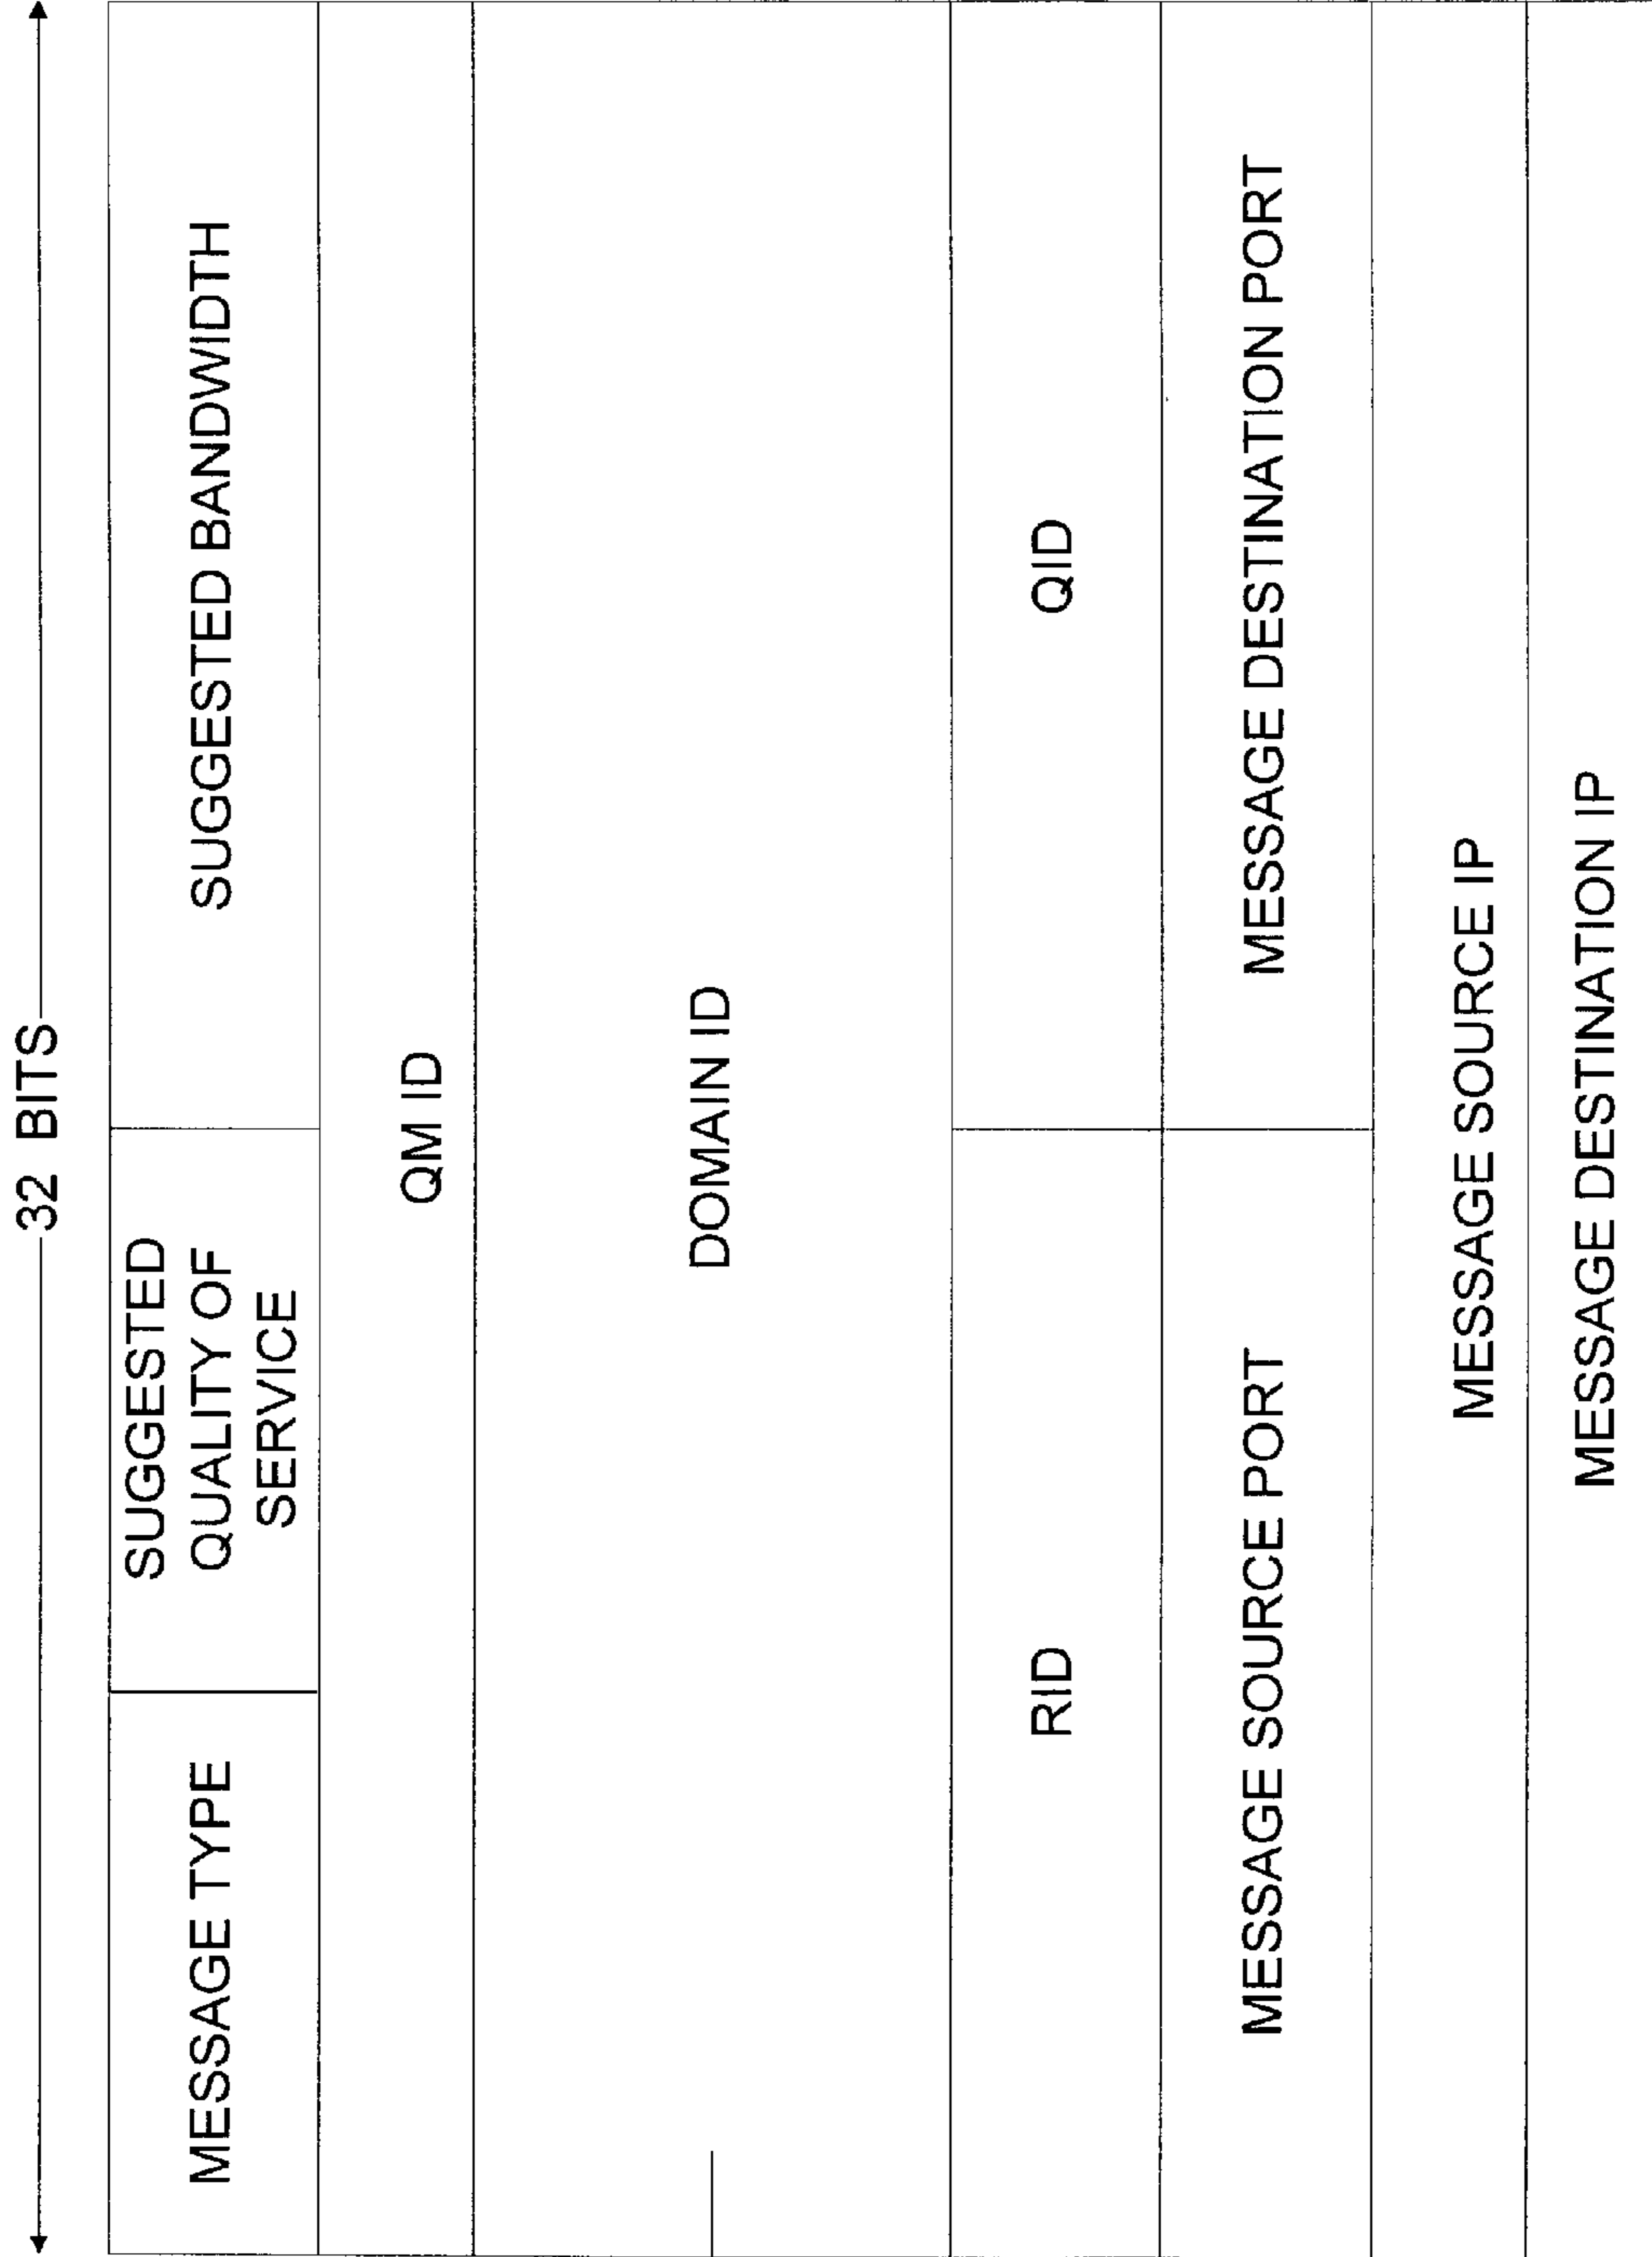 32 BITS
MESSAGE TYPE
SUGGESTED
QUALITY OF
SERVICE
SUGGESTED BANDWIDTH
QM ID
DOMAIN ID
RID
QID
MESSAGE SOURCE PORT
MESSAGE DESTINATION PORT
MESSAGE SOURCE IP
MESSAGE DESTINATION IP